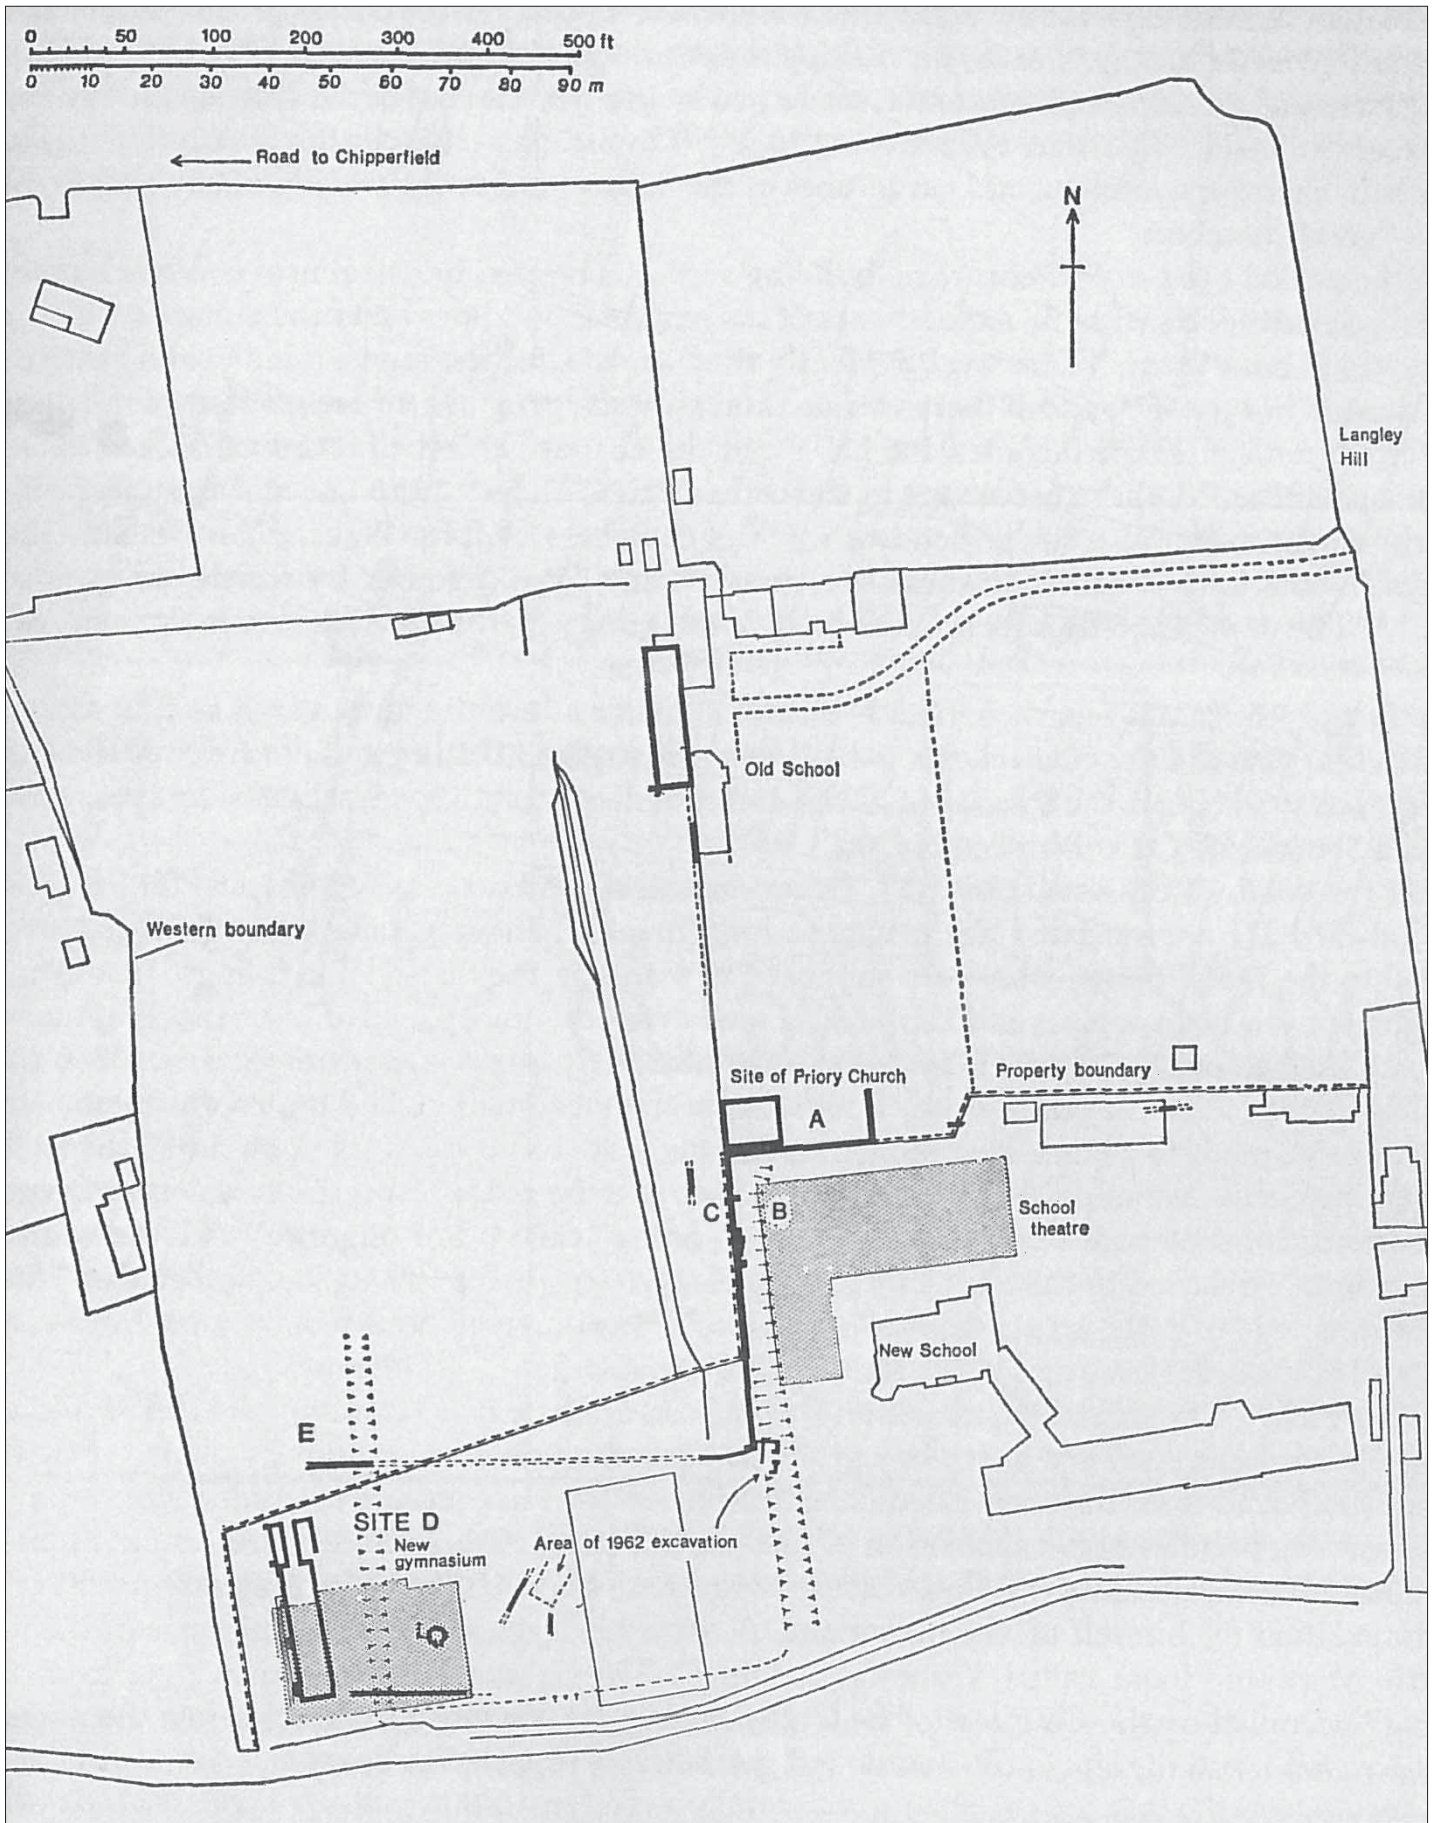 0 50 100 200 300 400 500 ft
0 10 20 30 40 50 60 70 80 90 m
Road to Chipperfield
N
Langley
Hill
Old School
Western boundary
Site of Priory Church
Property boundary
A
C
B
School
theatre
New School
E
SITE D
New
gymnasium
Area of 1962 excavation